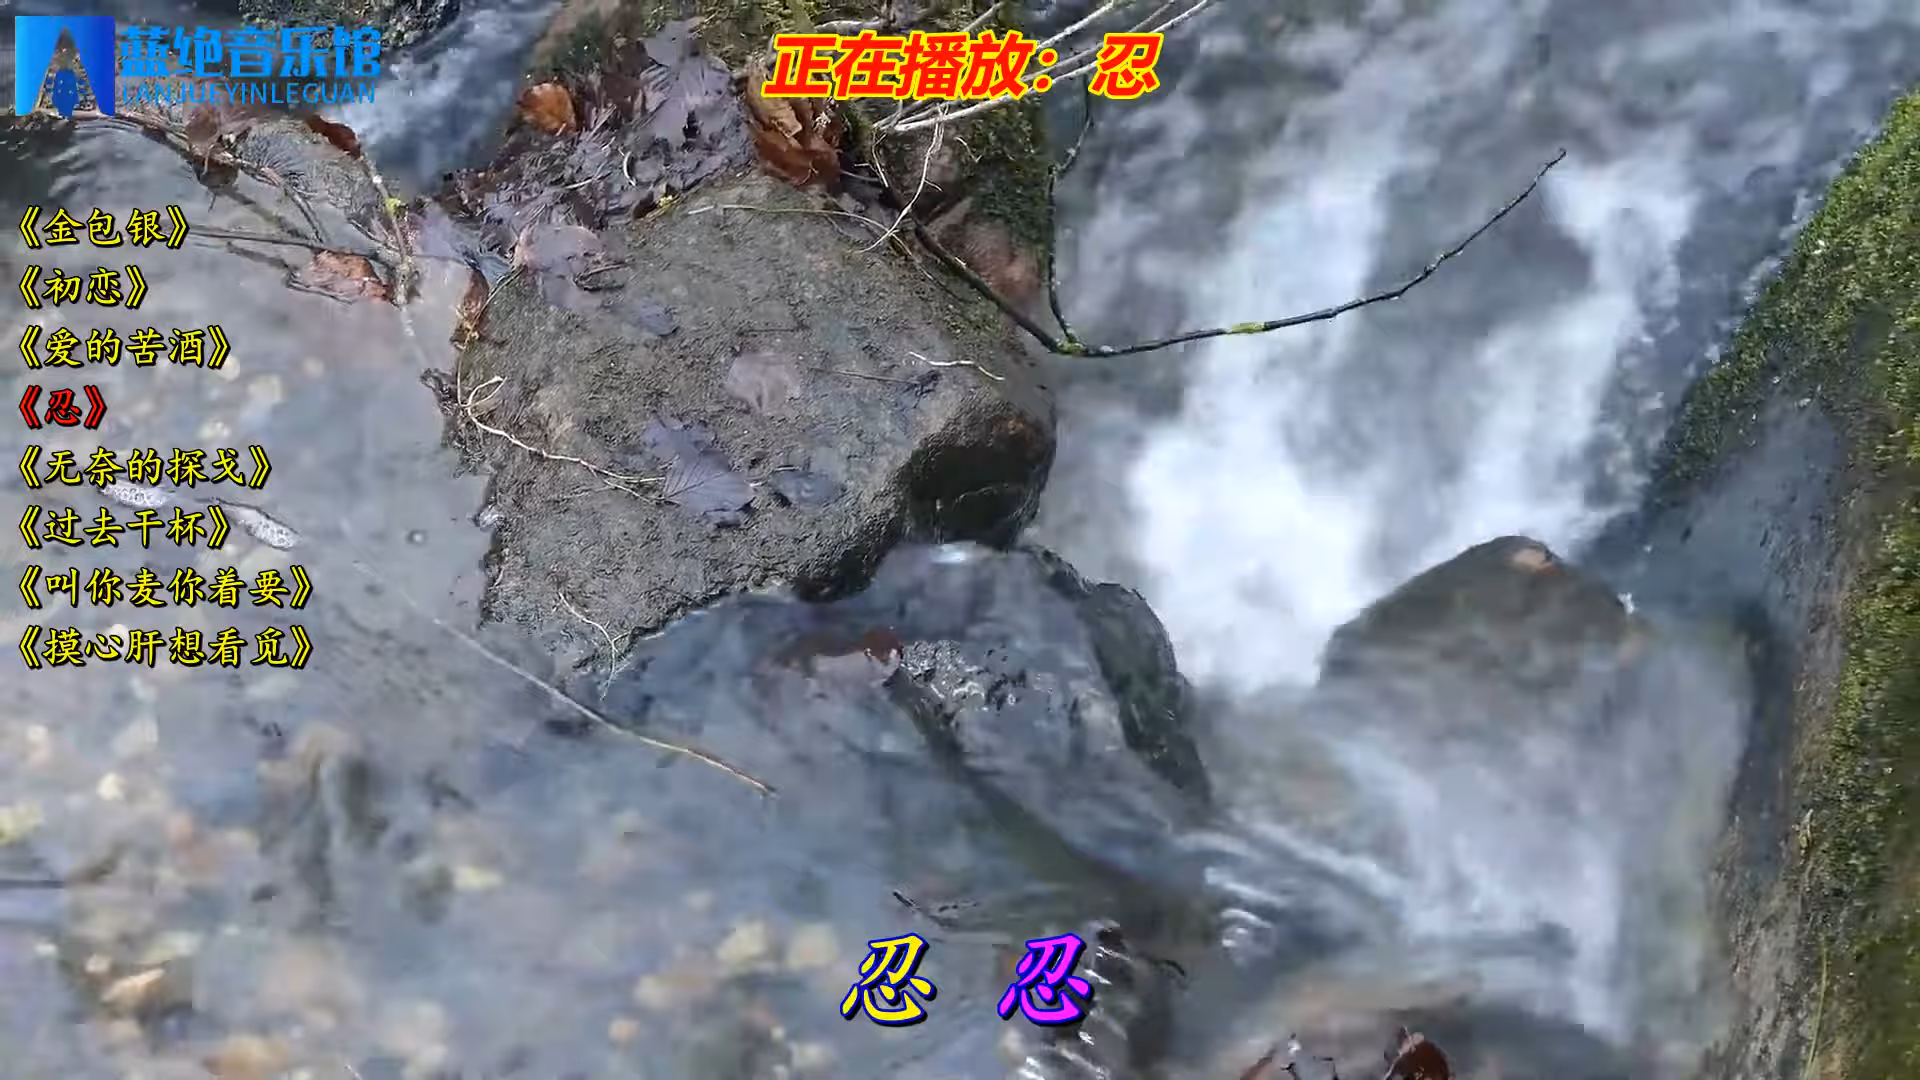 蓝绝音乐馆
LANJUEYINLEGUAN
正在播放：忍
《金包银》
《初恋》
《爱的苦酒》
《忍》
《无奈的探戈》
《过去干杯》
《叫你麦你着要》
《摸心肝想看觅》
忍 忍